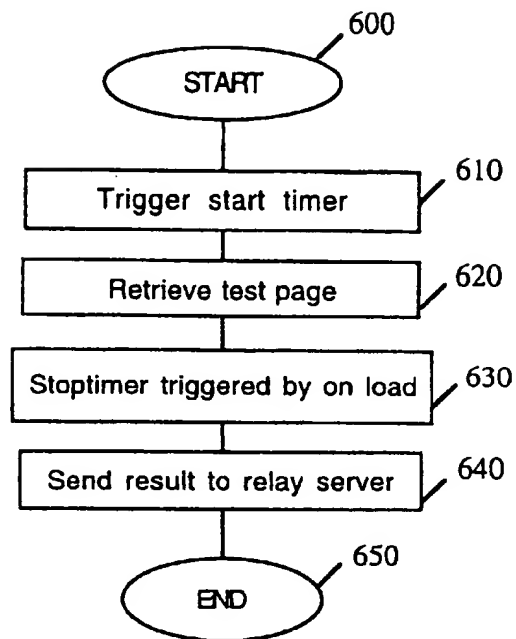 600
START
610
Trigger start timer
620
Retrieve test page
630
Stoptimer triggered by on load
640
Send result to relay server
650
END